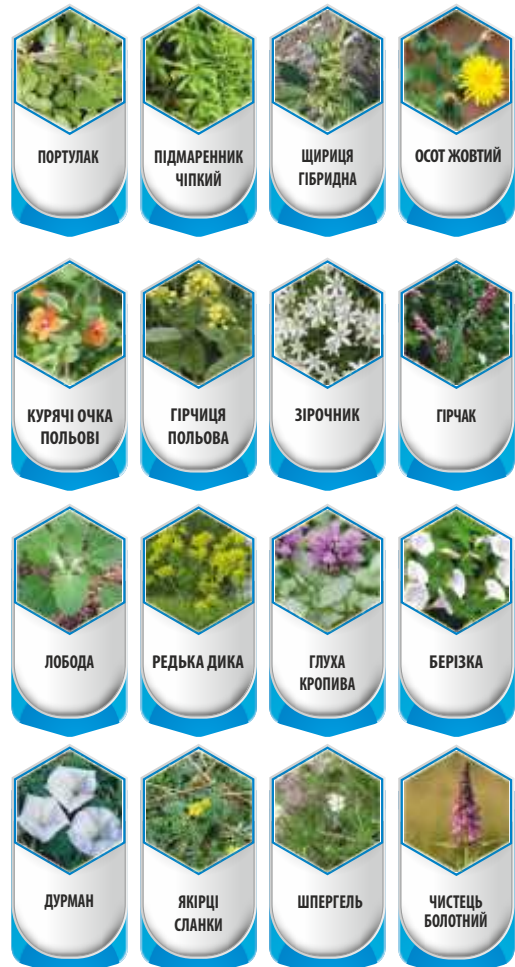 ПОРТУЛАК
ПІДМАРЕННИК
ЧІПКИЙ
ЩИРИЦЯ
ГІБРИДНА
ОСОТ ЖОВТИЙ
КУРЯЧІ ОЧКА
ПОЛЬОВІ
ГІРЧИЦЯ
ПОЛЬОВА
ЗІРОЧНИК
ГІРЧАК
ЛОБОДА
РЕДЬКА ДИКА
ГЛУХА
КРОПИВА
БЕРІЗКА
ДУРМАН
ЯКІРЦІ
СЛАНКИ
ШПЕРГЕЛЬ
ЧИСТЕЦЬ
БОЛОТНИЙ